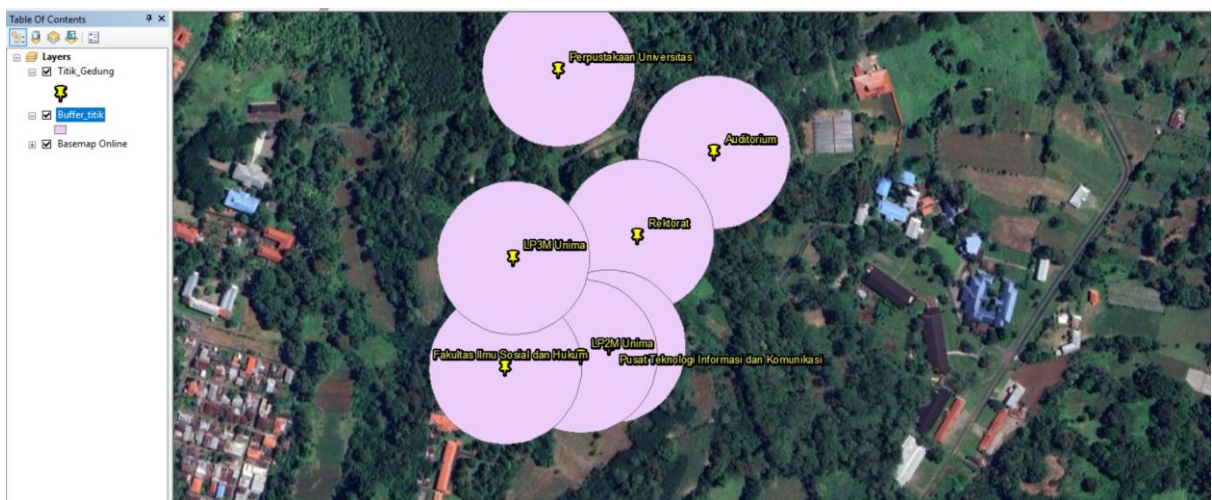 Table Of Contents
Layers
Titik_Gedung
Buffer_titik
Basemap Online
Perpustakaan Universitas
Auditorium
Rektorat
LP3M Unima
LP2M Unima
Fakultas Ilmu Sosial dan Hukum
Pusat Teknologi Informasi dan Komunikasi